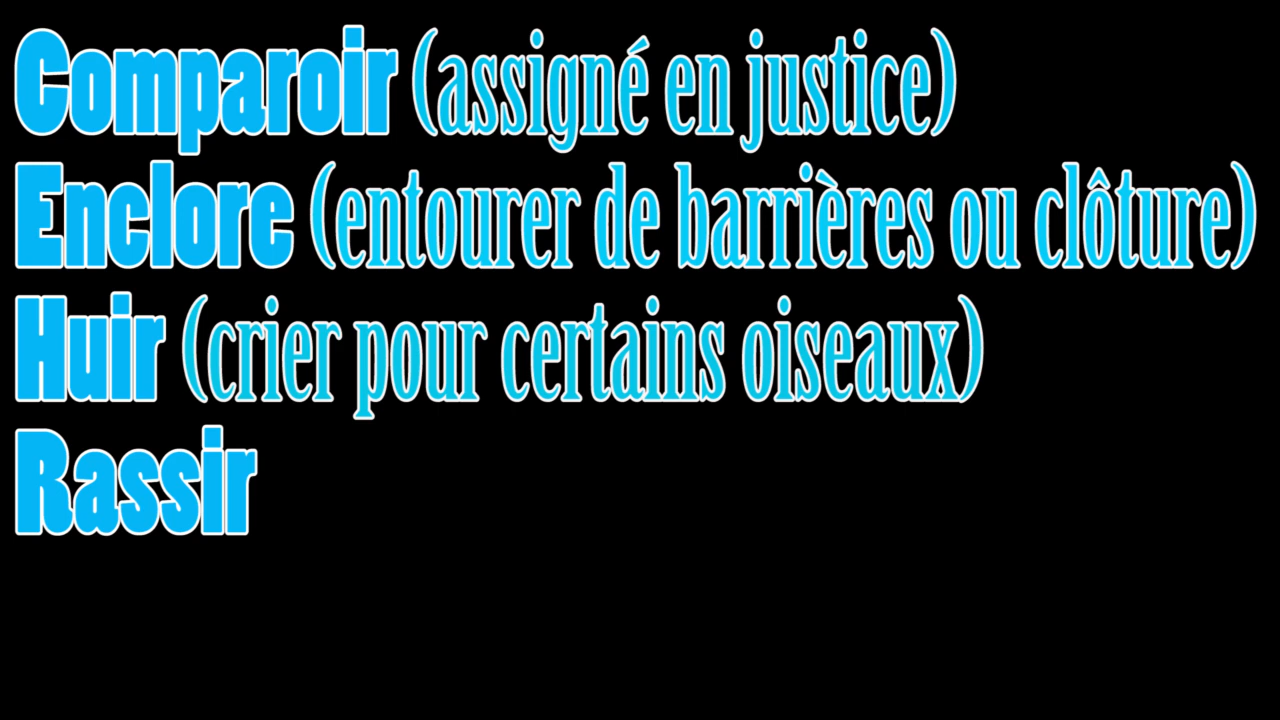 Comparoir (assigné en justice)
Enclore (entourer de barrières ou clôture)
Huir (crier pour certains oiseaux)
Rassir